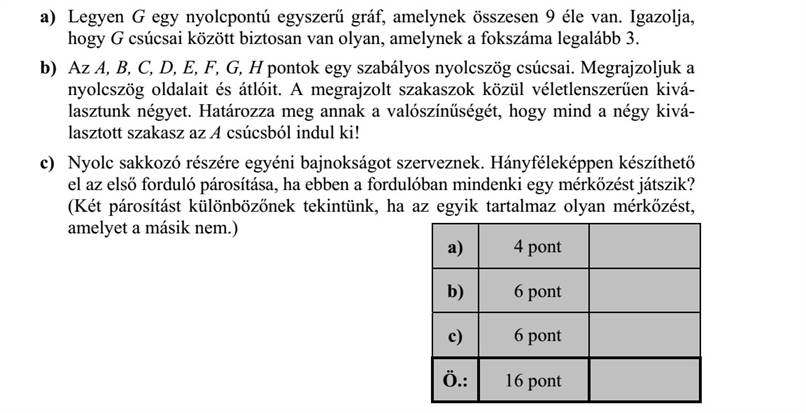 a) Legyen G egy nyolcpontú egyszerű gráf, amelynek összesen 9 éle van. Igazolja,
hogy G csúcsai között biztosan van olyan, amelynek a fokszáma legalább 3.
b) Az A, B, C, D, E, F, G, H pontok egy szabályos nyolcszög csúcsai. Megrajzoljuk a
nyolcszög oldalait és átlóit. A megrajzolt szakaszok közül véletlenszerűen kivá-
lasztunk négyet. Határozza meg annak a valószínűségét, hogy mind a négy kivá-
lasztott szakasz az A csúcsból indul ki!
c) Nyolc sakkozó részére egyéni bajnokságot szerveznek. Hányféleképpen készíthető
el az első forduló párosítása, ha ebben a fordulóban mindenki egy mérkőzést játszik?
(Két párosítást különbözőnek tekintünk, ha az egyik tartalmaz olyan mérkőzést,
amelyet a másik nem.)
a) 4 pont
b) 6 pont
c) 6 pont
Ö.: 16 pont